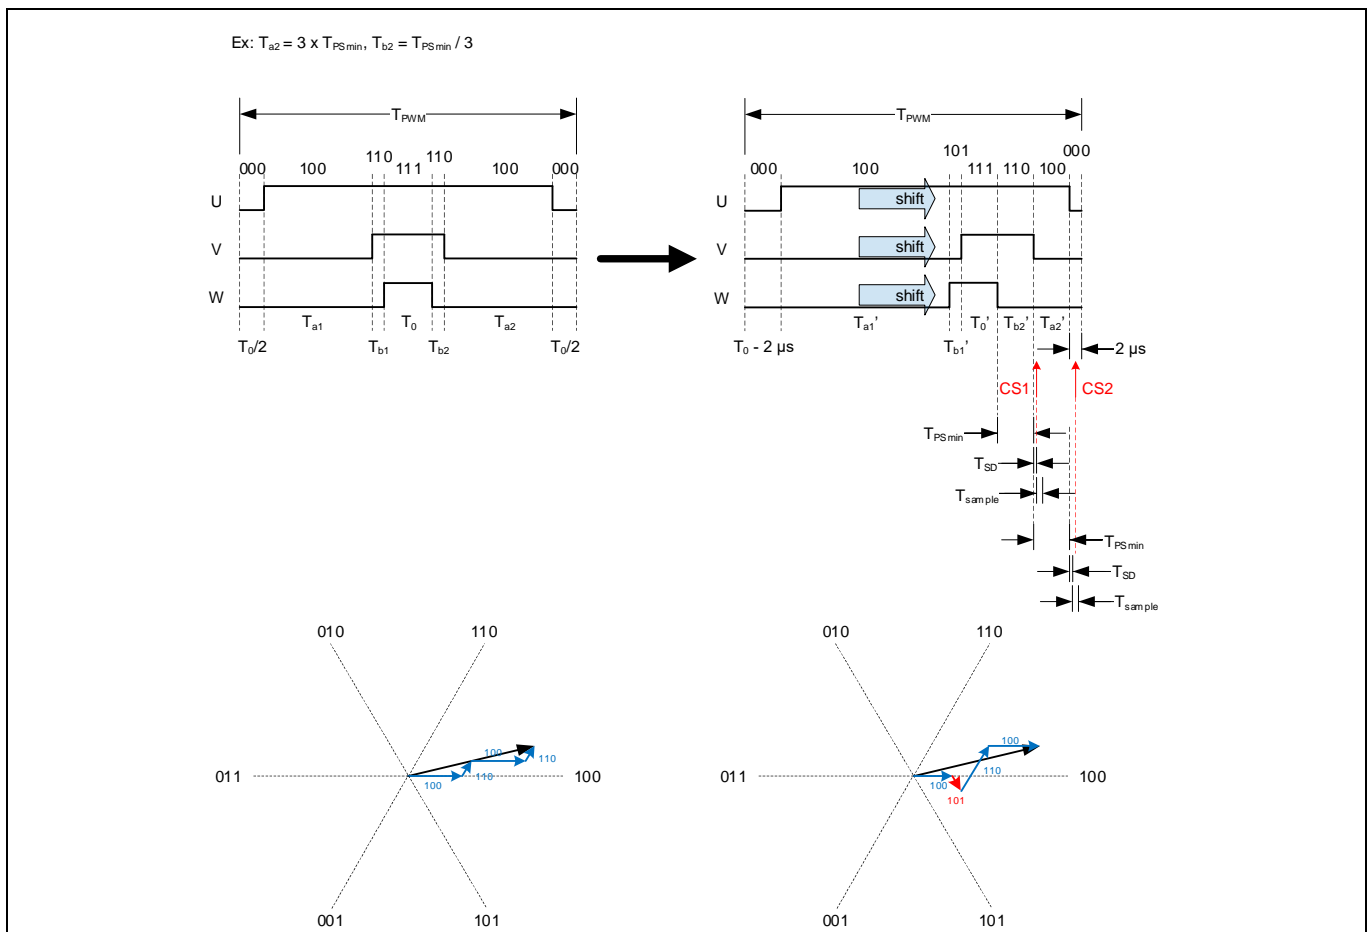 Ex: Ta2 = 3 x TPSmin, Tb2 = TPSmin / 3
TPWM
110 110
000 100 111 100 000
U
V
W
Ta1 T0 Ta2
T0/2 Tb1 Tb2 T0/2
TPWM
000
101
000 100 111 110 100
U shift
V shift
W shift
Ta1’ T0’ Tb2’ Ta2’
T0 - 2 µs Tb1’ 2 µs
CS1 CS2
TPSmin
TSD
Tsample
TPSmin
TSD
Tsample
010 110
100
110
100
110
011 100
001 101
010 110
100
110
100
101
011 100
001 101